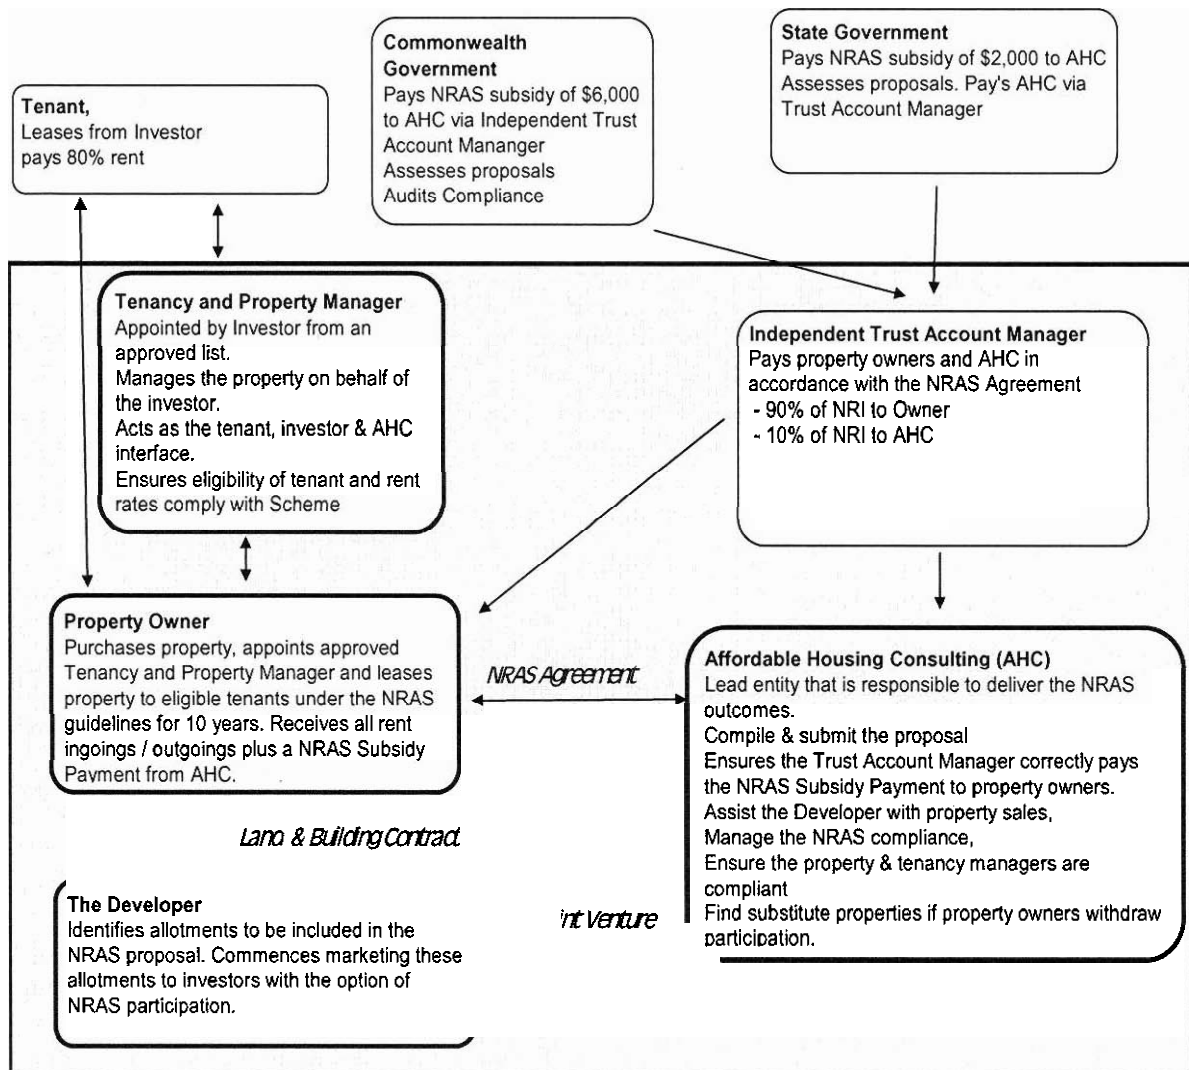 Tenant,
Leases from Investor
pays 80% rent
Commonwealth
Government
Pays NRAS subsidy of $6,000
to AHC via Independent Trust
Account Mananger
Assesses proposals
Audits Compliance
State Government
Pays NRAS subsidy of $2,000 to AHC
Assesses proposals. Pay's AHC via
Trust Account Manager
Tenancy and Property Manager
Appointed by Investor from an
approved list.
Manages the property on behalf of
the investor.
Acts as the tenant, investor & AHC
interface.
Ensures eligibility of tenant and rent
rates comply with Scheme
Independent Trust Account Manager
Pays property owners and AHC in
accordance with the NRAS Agreement
- 90% of NRI to Owner
- 10% of NRI to AHC
Property Owner
Purchases property, appoints approved
Tenancy and Property Manager and leases
property to eligible tenants under the NRAS
guidelines for 10 years. Receives all rent
ingoings / outgoings plus a NRAS Subsidy
Payment from AHC.
NRAS Agreement
Affordable Housing Consulting (AHC)
Lead entity that is responsible to deliver the NRAS
outcomes.
Compile & submit the proposal
Ensures the Trust Account Manager correctly pays
the NRAS Subsidy Payment to property owners.
Assist the Developer with property sales,
Manage the NRAS compliance,
Ensure the property & tenancy managers are
compliant
Find substitute properties if property owners withdraw
participation.
Land & Building Contract
The Developer
Identifies allotments to be included in the
NRAS proposal. Commences marketing these
allotments to investors with the option of
NRAS participation.
Venture